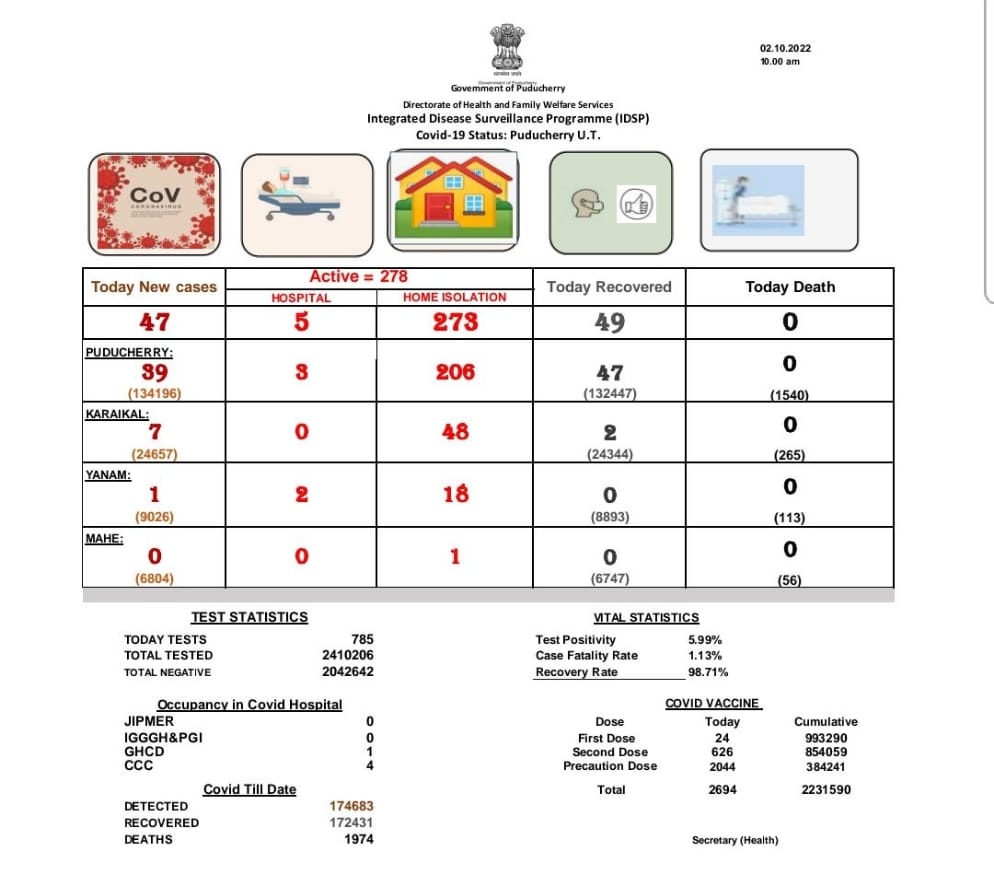 02.10.2022
10.00 am
सत्यमेव जयते
Government of Puducherry
Government of Puducherry
Directorate of Health and Family Welfare Services
Integrated Disease Surveillance Programme (IDSP)
Covid-19 Status: Puducherry U.T.
CoV
CORONAVIRUS
Today New cases
Active = 278
HOSPITAL HOME ISOLATION
Today Recovered
Today Death
47 5 273 49 0
PUDUCHERRY:
39 3 206 47 0
(134196) (132447) (1540)
KARAIKAL:
7 0 48 2 0
(24657) (24344) (265)
YANAM:
1 2 18 0 0
(9026) (8893) (113)
MAHE:
0 0 1 0 0
(6804) (6747) (56)
TEST STATISTICS
TODAY TESTS 785
TOTAL TESTED 2410206
TOTAL NEGATIVE 2042642
VITAL STATISTICS
Test Positivity 5.99%
Case Fatality Rate 1.13%
Recovery Rate 98.71%
Occupancy in Covid Hospital
JIPMER 0
IGGGH&PGI 0
GHCD 1
CCC 4
COVID VACCINE
Dose Today Cumulative
First Dose 24 993290
Second Dose 626 854059
Precaution Dose 2044 384241
Total 2694 2231590
Covid Till Date
DETECTED 174683
RECOVERED 172431
DEATHS 1974
Secretary (Health)